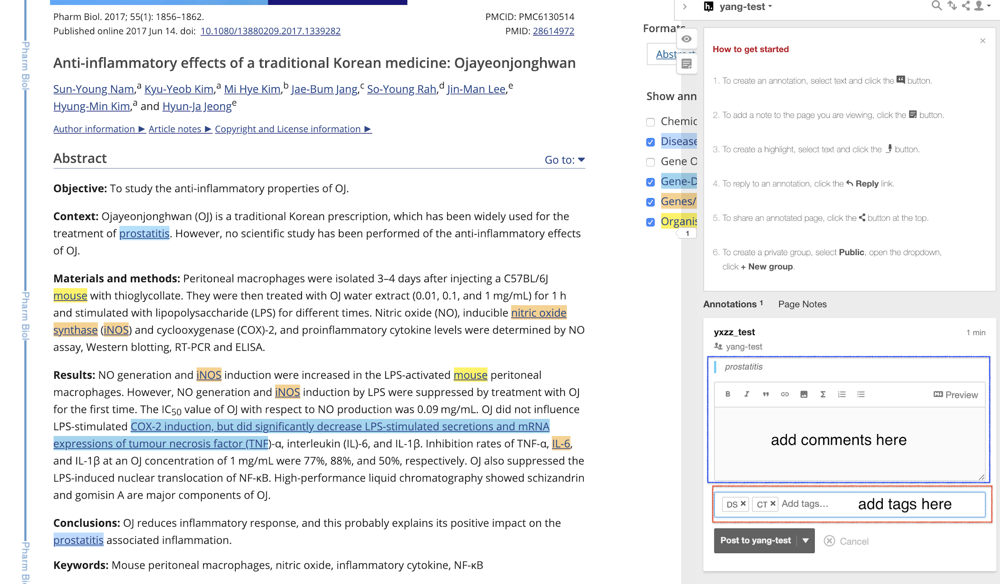 Pharm Biol
Pharm Biol
Pharm Biol. 2017; 55(1): 1856–1862.
PMCID: PMC6130514
Published online 2017 Jun 14. doi: 10.1080/13880209.2017.1339282
PMID: 28614972
Anti-inflammatory effects of a traditional Korean medicine: Ojayeonjonghwan
Sun-Young Nam,a Kyu-Yeob Kim,a Mi Hye Kim,b Jae-Bum Jang,c So-Young Rah,d Jin-Man Lee,e
Hyung-Min Kim,a and Hyun-Ja Jeonge
Author information ▶ Article notes ▶ Copyright and License information ▶
Abstract
Go to:
Objective: To study the anti-inflammatory properties of OJ.
Context: Ojayeonjonghwan (OJ) is a traditional Korean prescription, which has been widely used for the
treatment of prostatitis. However, no scientific study has been performed of the anti-inflammatory effects
of OJ.
Materials and methods: Peritoneal macrophages were isolated 3–4 days after injecting a C57BL/6J
mouse with thioglycollate. They were then treated with OJ water extract (0.01, 0.1, and 1 mg/mL) for 1 h
and stimulated with lipopolysaccharide (LPS) for different times. Nitric oxide (NO), inducible nitric oxide
synthase (iNOS) and cyclooxygenase (COX)-2, and proinflammatory cytokine levels were determined by NO
assay, Western blotting, RT-PCR and ELISA.
Results: NO generation and iNOS induction were increased in the LPS-activated mouse peritoneal
macrophages. However, NO generation and iNOS induction by LPS were suppressed by treatment with OJ
for the first time. The IC50 value of OJ with respect to NO production was 0.09 mg/mL. OJ did not influence
LPS-stimulated COX-2 induction, but did significantly decrease LPS-stimulated secretions and mRNA
expressions of tumour necrosis factor (TNF)-α, interleukin (IL)-6, and IL-1β. Inhibition rates of TNF-α, IL-6,
and IL-1β at an OJ concentration of 1 mg/mL were 77%, 88%, and 50%, respectively. OJ also suppressed the
LPS-induced nuclear translocation of NF-κB. High-performance liquid chromatography showed schizandrin
and gomisin A are major components of OJ.
Conclusions: OJ reduces inflammatory response, and this probably explains its positive impact on the
prostatitis associated inflammation.
Keywords: Mouse peritoneal macrophages, nitric oxide, inflammatory cytokine, NF-κB
Formats
Abst
Show ann
Chemic
Disease
Gene O
Gene-D
Genes/
Organis
1
h. yang-test
How to get started
1. To create an annotation, select text and click the button.
2. To add a note to the page you are viewing, click the button.
3. To create a highlight, select text and click the button.
4. To reply to an annotation, click the Reply link.
5. To share an annotated page, click the button at the top.
6. To create a private group, select Public, open the dropdown,
click + New group.
Annotations 1
Page Notes
yxzz_test
1 min
yang-test
prostatitis
B I Σ
Preview
add comments here
DS × CT × Add tags...
add tags here
Post to yang-test
Cancel